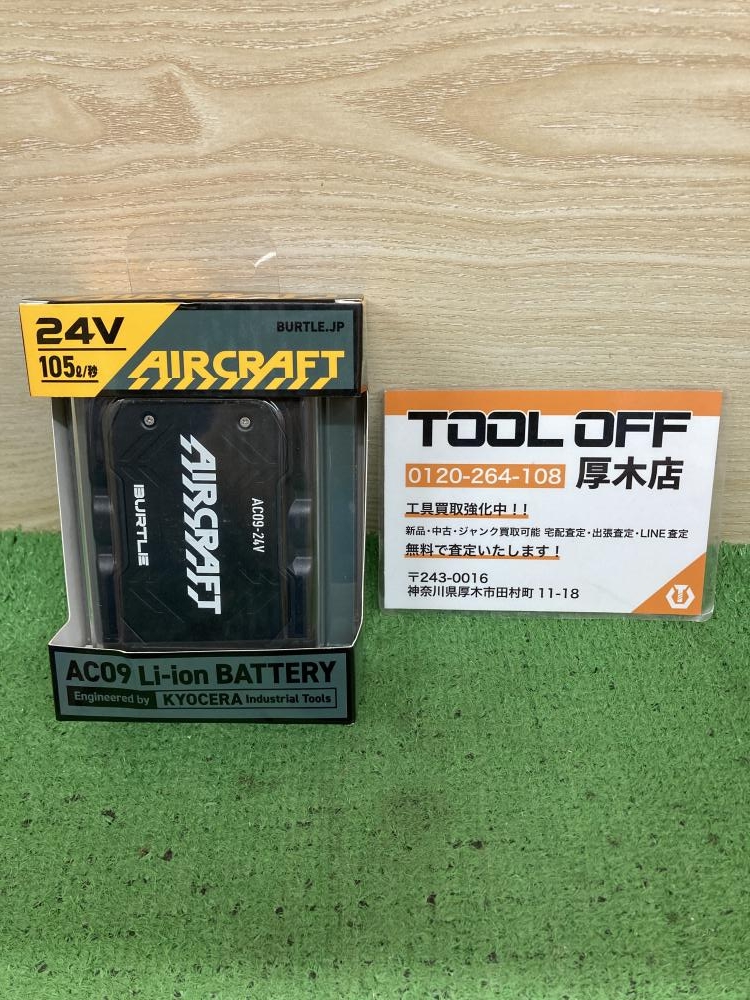 24V
105ℓ/秒
BURTLE.JP
AIRCRAFT
AIRCRAFT
BURTLE
AC09-24V
AC09 Li-ion BATTERY
Engineered by KYOCERA Industrial Tools
TOOL OFF
0120-264-108 厚木店
工具買取強化中！！
新品・中古・ジャンク買取可能 宅配査定・出張査定・LINE査定
無料で査定いたします！
〒243-0016
神奈川県厚木市田村町 11-18